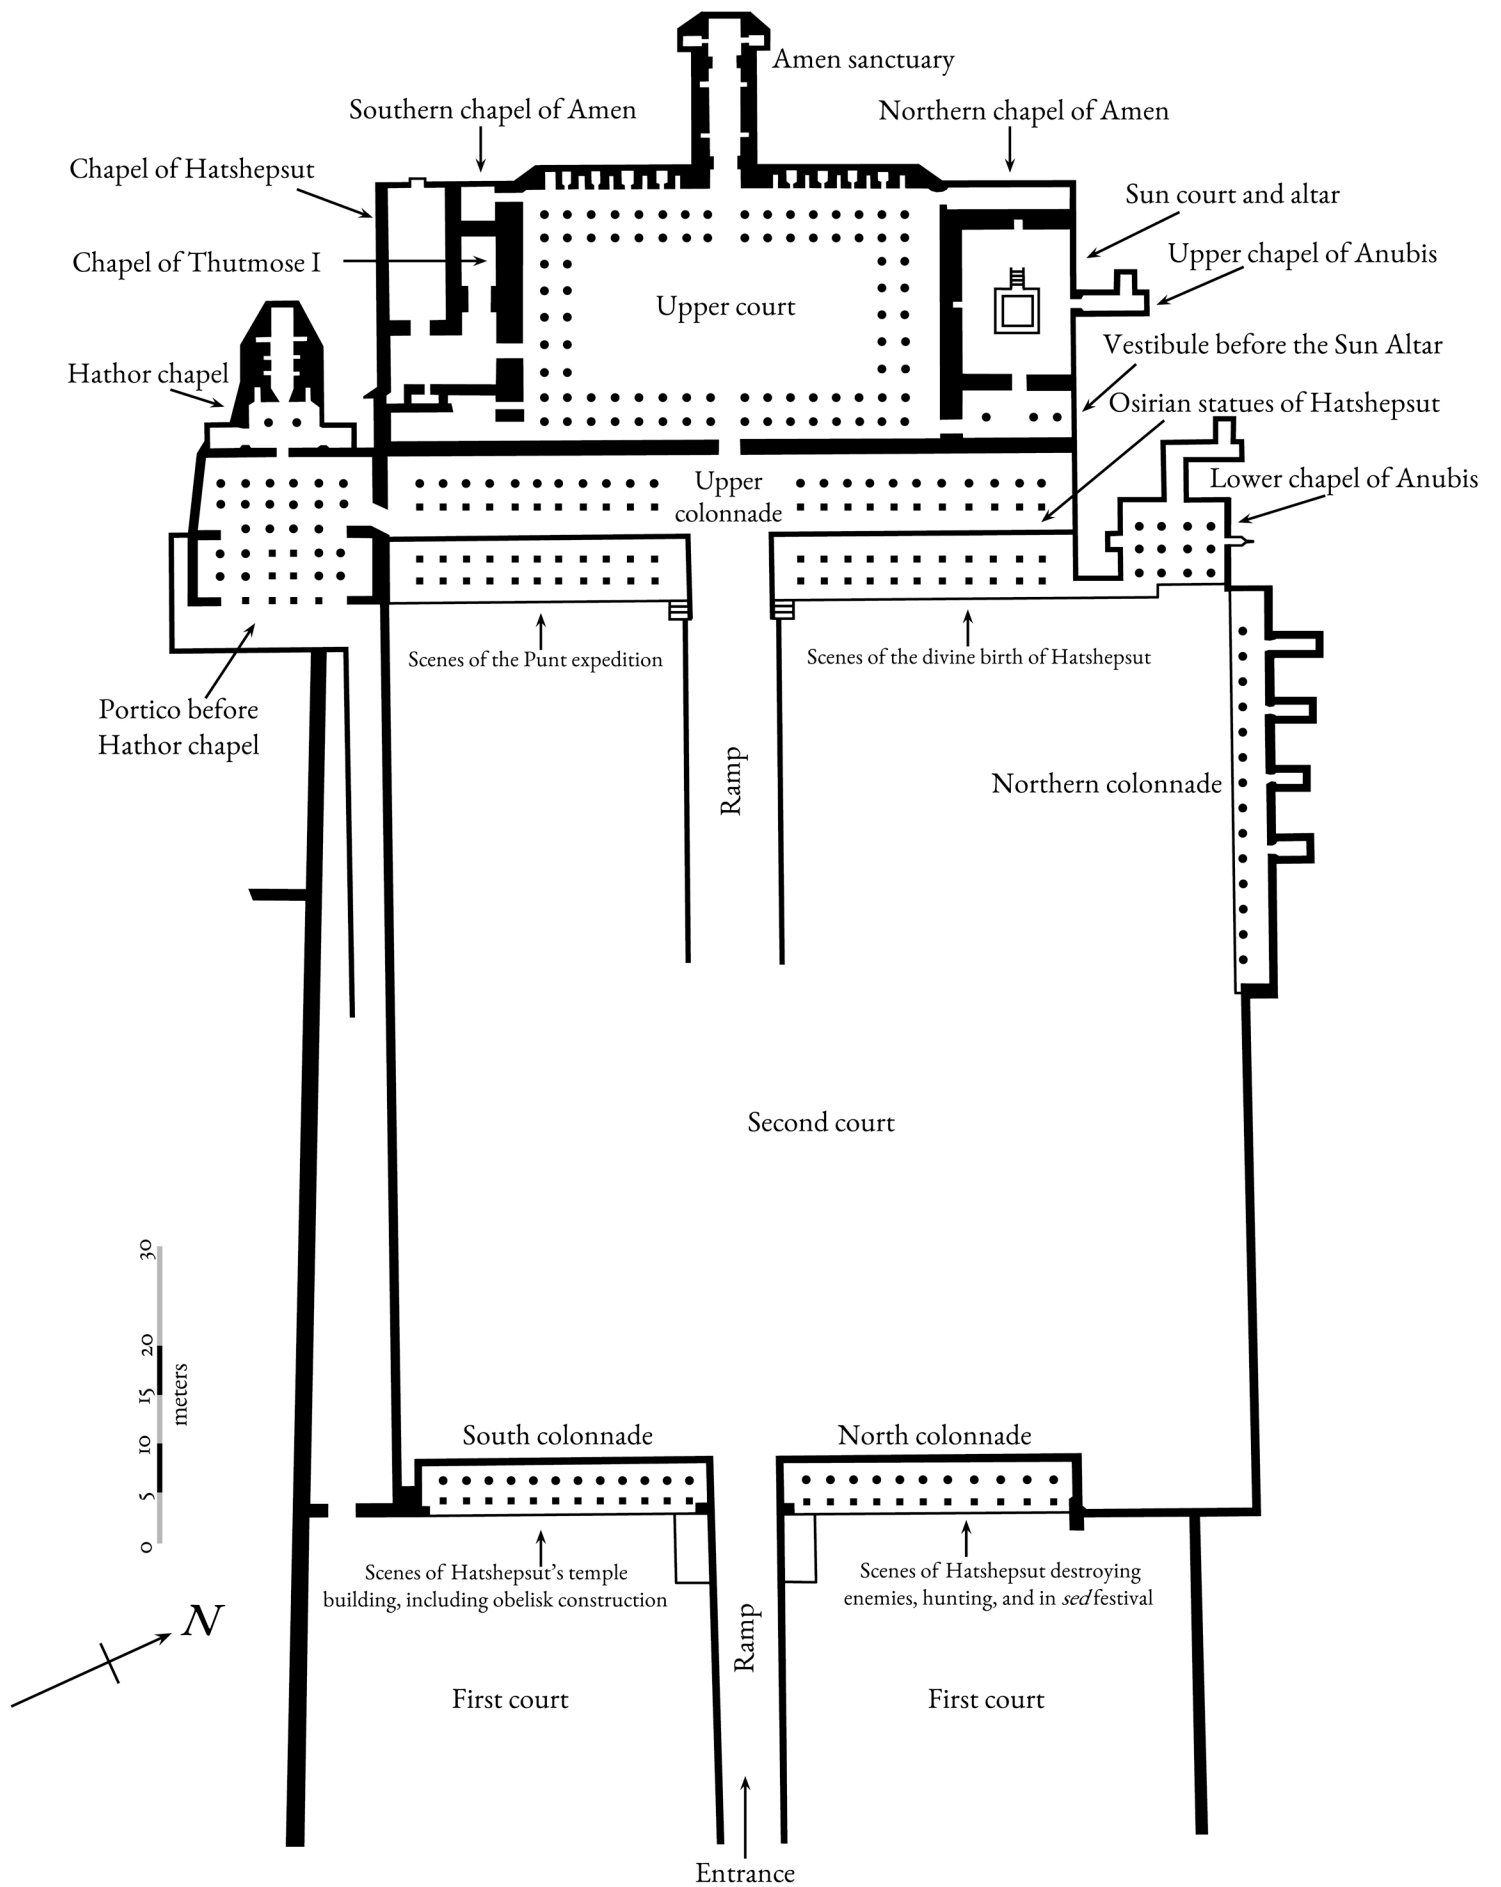 Amen sanctuary
Southern chapel of Amen
Northern chapel of Amen
Chapel of Hatshepsut
Sun court and altar
Chapel of Thutmose I
Upper chapel of Anubis
Upper court
Vestibule before the Sun Altar
Hathor chapel
Osirian statues of Hatshepsut
Upper
colonnade
Lower chapel of Anubis
Scenes of the Punt expedition
Scenes of the divine birth of Hatshepsut
Portico before
Hathor chapel
Ramp
Northern colonnade
Second court
30
20
15
10
5
0
meters
South colonnade
North colonnade
Scenes of Hatshepsut's temple
building, including obelisk construction
Scenes of Hatshepsut destroying
enemies, hunting, and in sed festival
N
Ramp
First court
First court
Entrance